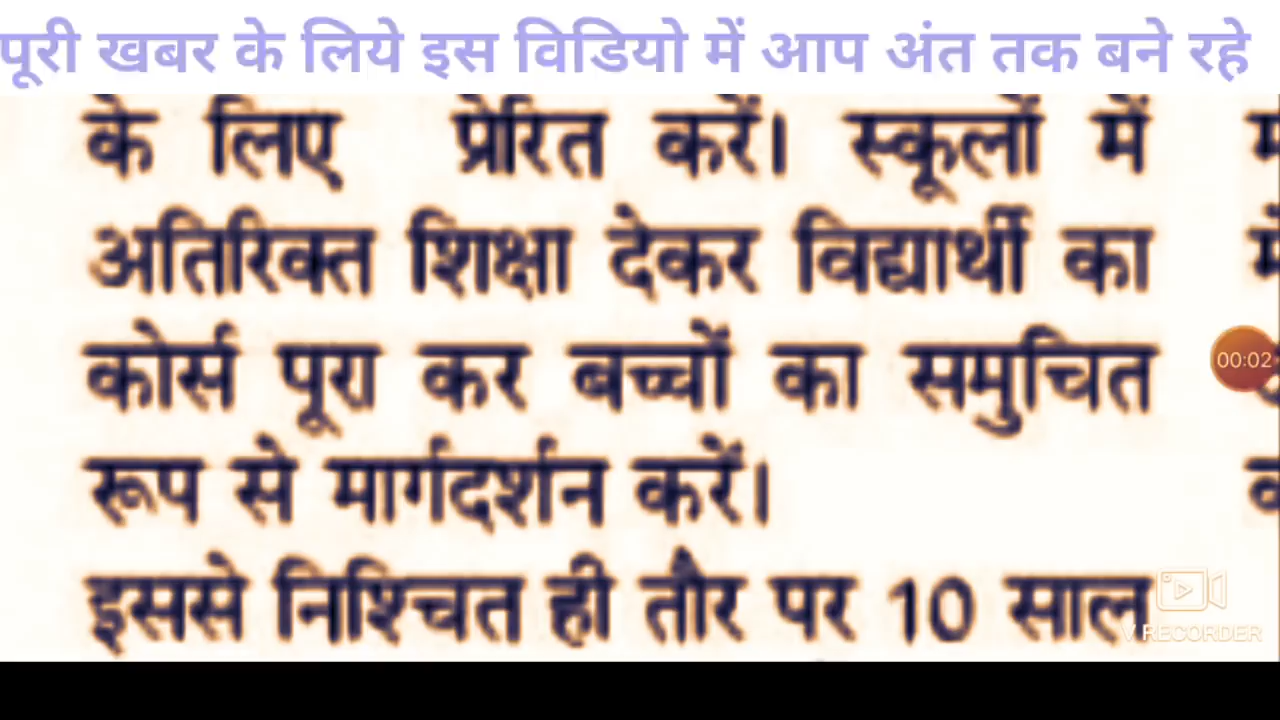 पूरी खबर के लिये इस विडियो में आप अंत तक बने रहे
के लिए प्रेरित करें। स्कूलों में
अतिरिक्त शिक्षा देकर विद्यार्थी का
कोर्स पूरा कर बच्चों का समुचित
00:02
रूप से मार्गदर्शन करें।
इससे निश्चित ही तौर पर 10 साल
V RECORDER